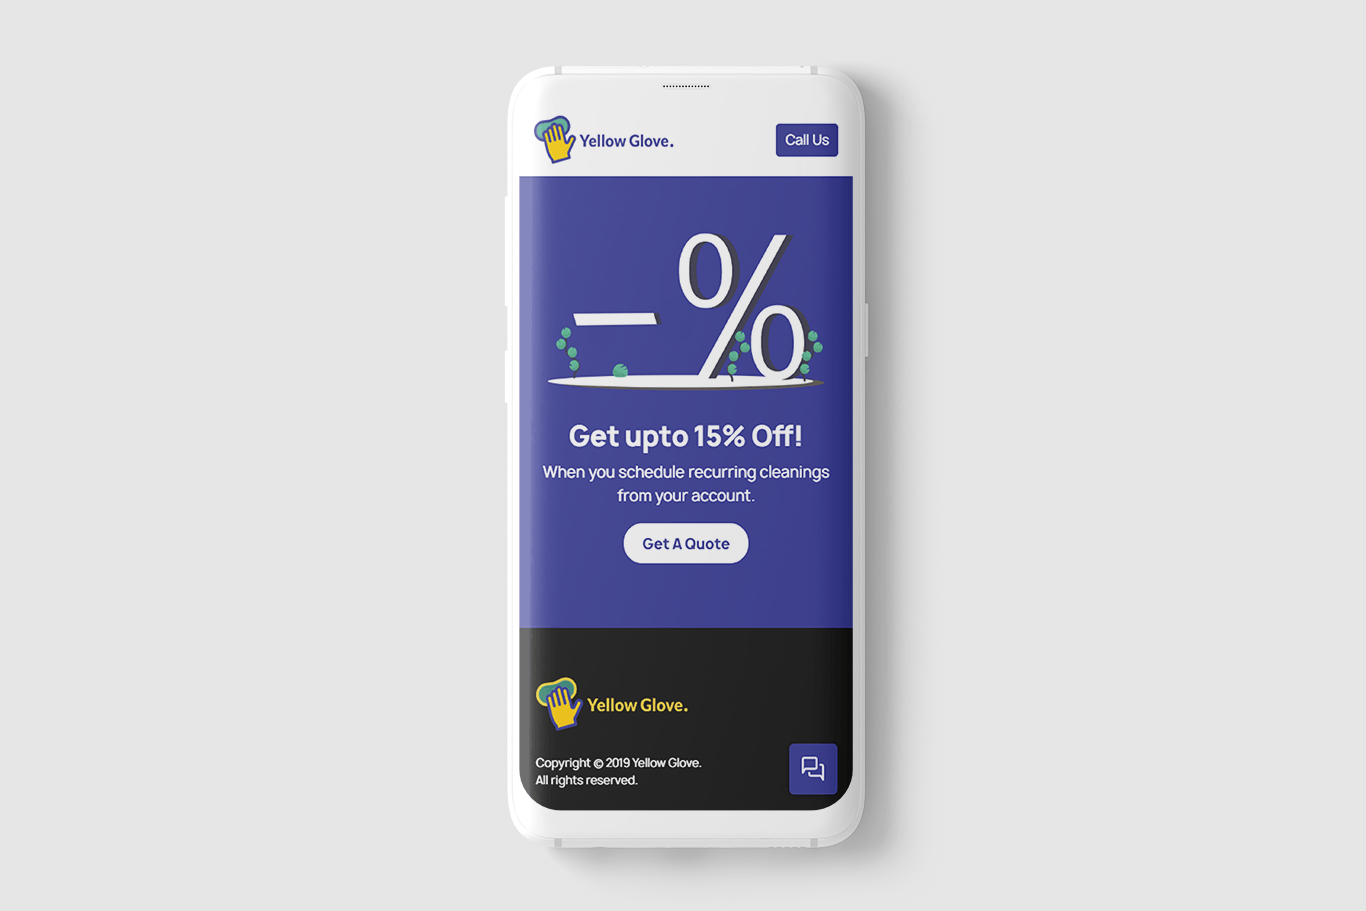 Yellow Glove.
Call Us
-%
Get upto 15% Off!
When you schedule recurring cleanings
from your account.
Get A Quote
Yellow Glove.
Copyright © 2019 Yellow Glove.
All rights reserved.